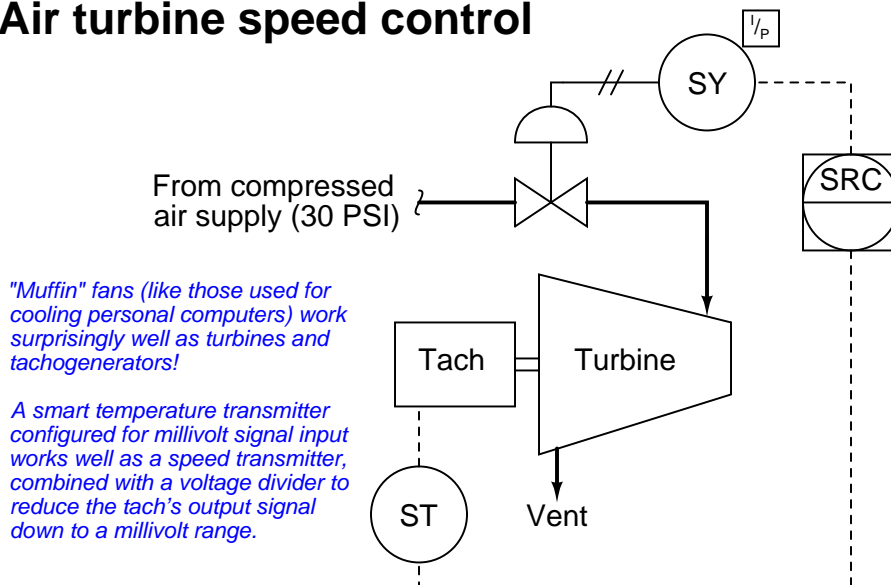 Air turbine speed control
I/P
SY
SRC
From compressed
air supply (30 PSI)
"Muffin" fans (like those used for
cooling personal computers) work
surprisingly well as turbines and
tachogenerators!
Tach
Turbine
A smart temperature transmitter
configured for millivolt signal input
works well as a speed transmitter,
combined with a voltage divider to
reduce the tach's output signal
down to a millivolt range.
ST
Vent